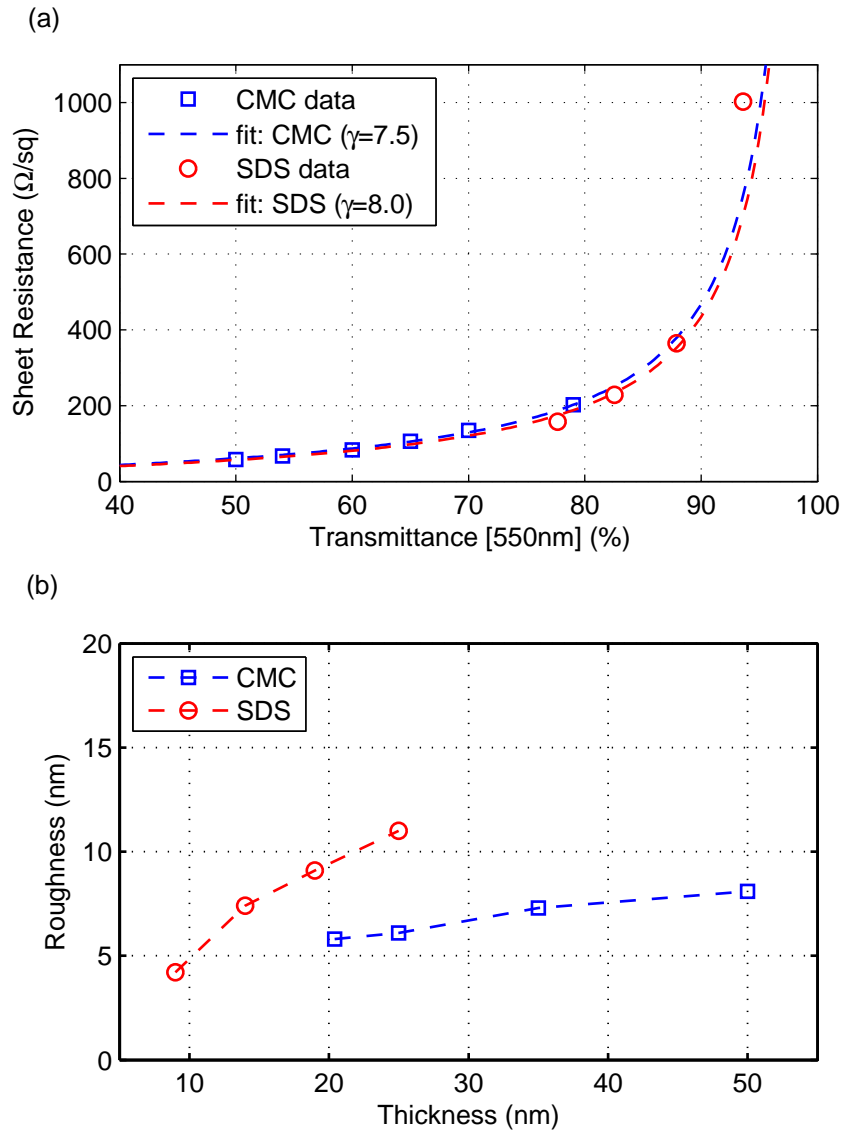 (a)
1000
800
600
400
200
0
Sheet Resistance (Ω/sq)
CMC data
fit: CMC (γ=7.5)
SDS data
fit: SDS (γ=8.0)
40 50 60 70 80 90 100
Transmittance [550nm] (%)
(b)
20
15
10
5
0
Roughness (nm)
CMC
SDS
10 20 30 40 50
Thickness (nm)